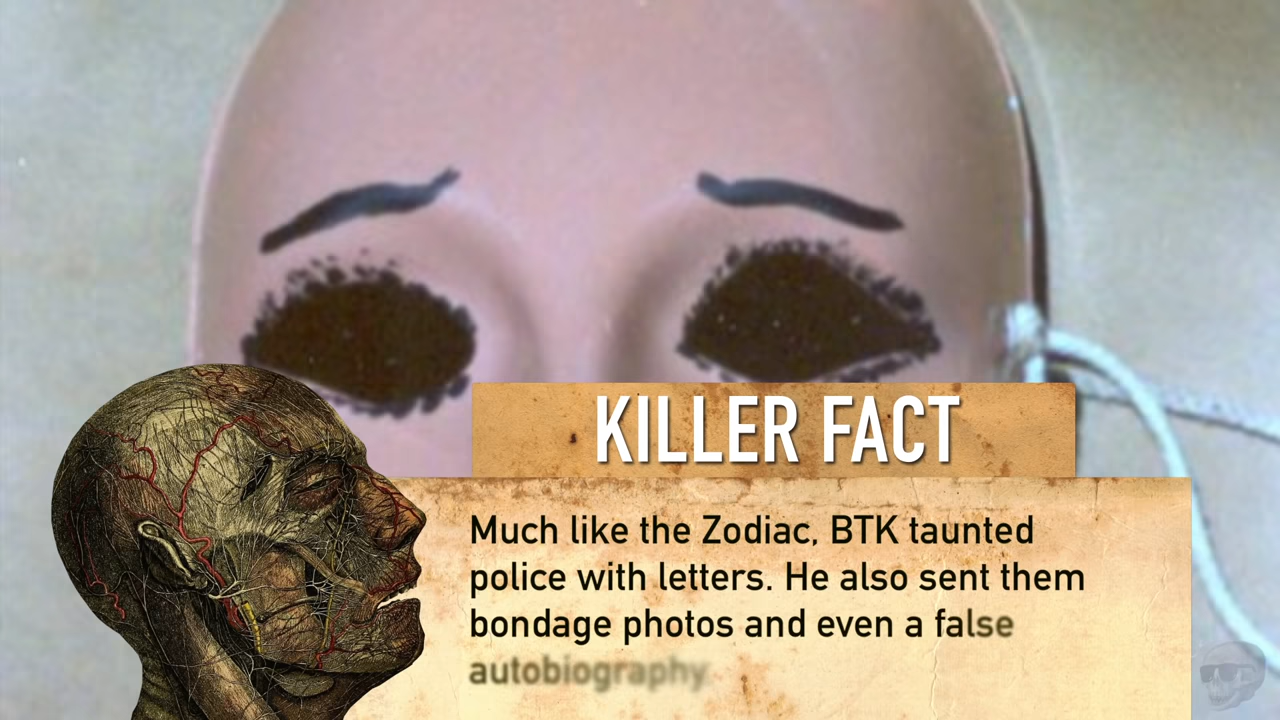 KILLER FACT
Much like the Zodiac, BTK taunted
police with letters. He also sent them
bondage photos and even a false
autobiography